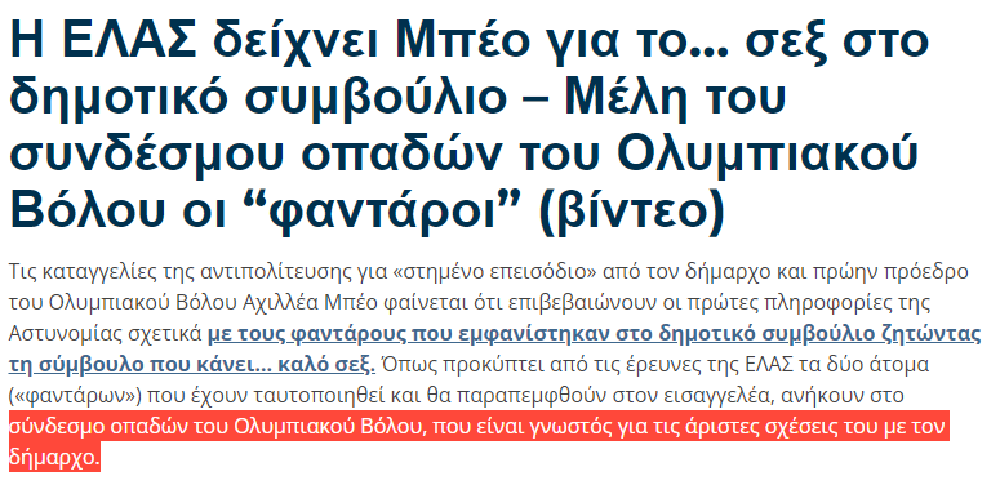 Η ΕΛΑΣ δείχνει Μπέο για το... σεξ στο
δημοτικό συμβούλιο – Μέλη του
συνδέσμου οπαδών του Ολυμπιακού
Βόλου οι “φαντάροι” (βίντεο)
Τις καταγγελίες της αντιπολίτευσης για «στημένο επεισόδιο» από τον δήμαρχο και πρώην πρόεδρο
του Ολυμπιακού Βόλου Αχιλλέα Μπέο φαίνεται ότι επιβεβαιώνουν οι πρώτες πληροφορίες της
Αστυνομίας σχετικά με τους φαντάρους που εμφανίστηκαν στο δημοτικό συμβούλιο ζητώντας
τη σύμβουλο που κάνει... καλό σεξ. Όπως προκύπτει από τις έρευνες της ΕΛΑΣ τα δύο άτομα
(«φαντάρων») που έχουν ταυτοποιηθεί και θα παραπεμφθούν στον εισαγγελέα, ανήκουν στο
σύνδεσμο οπαδών του Ολυμπιακού Βόλου, που είναι γνωστός για τις άριστες σχέσεις του με τον
δήμαρχο.